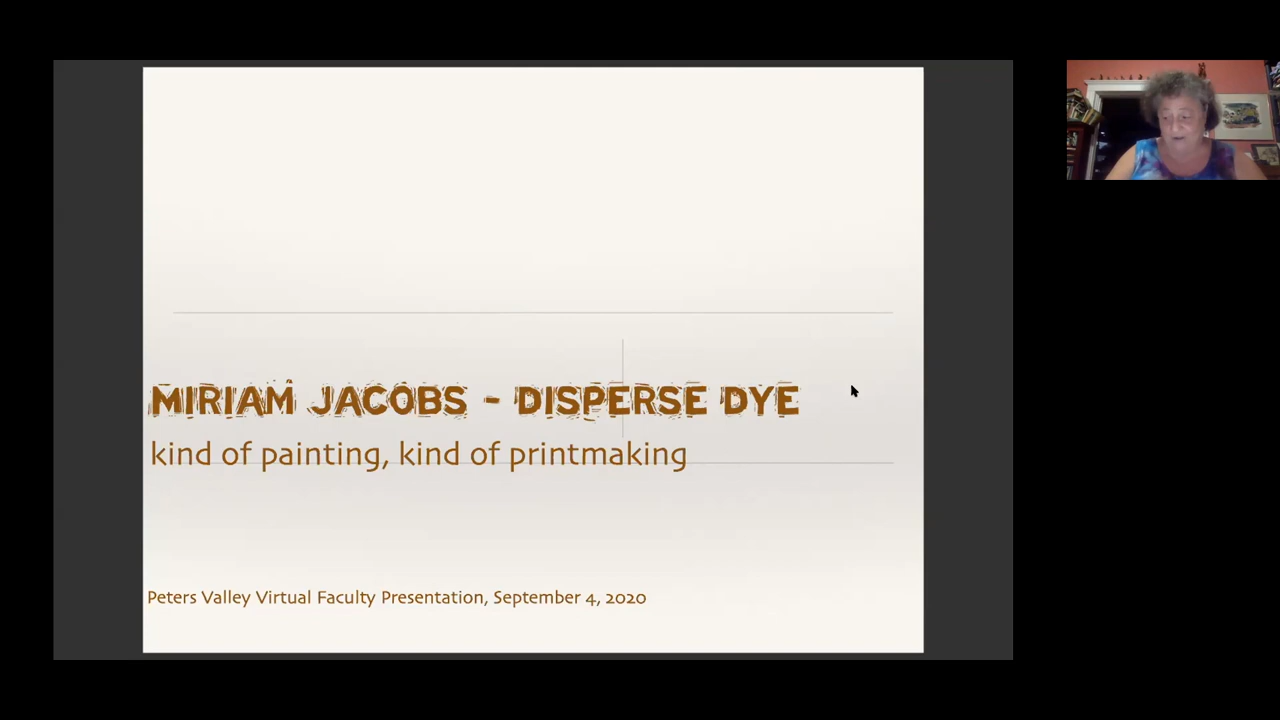 MIRIAM JACOBS - DISPERSE DYE
kind of painting, kind of printmaking
Peters Valley Virtual Faculty Presentation, September 4, 2020